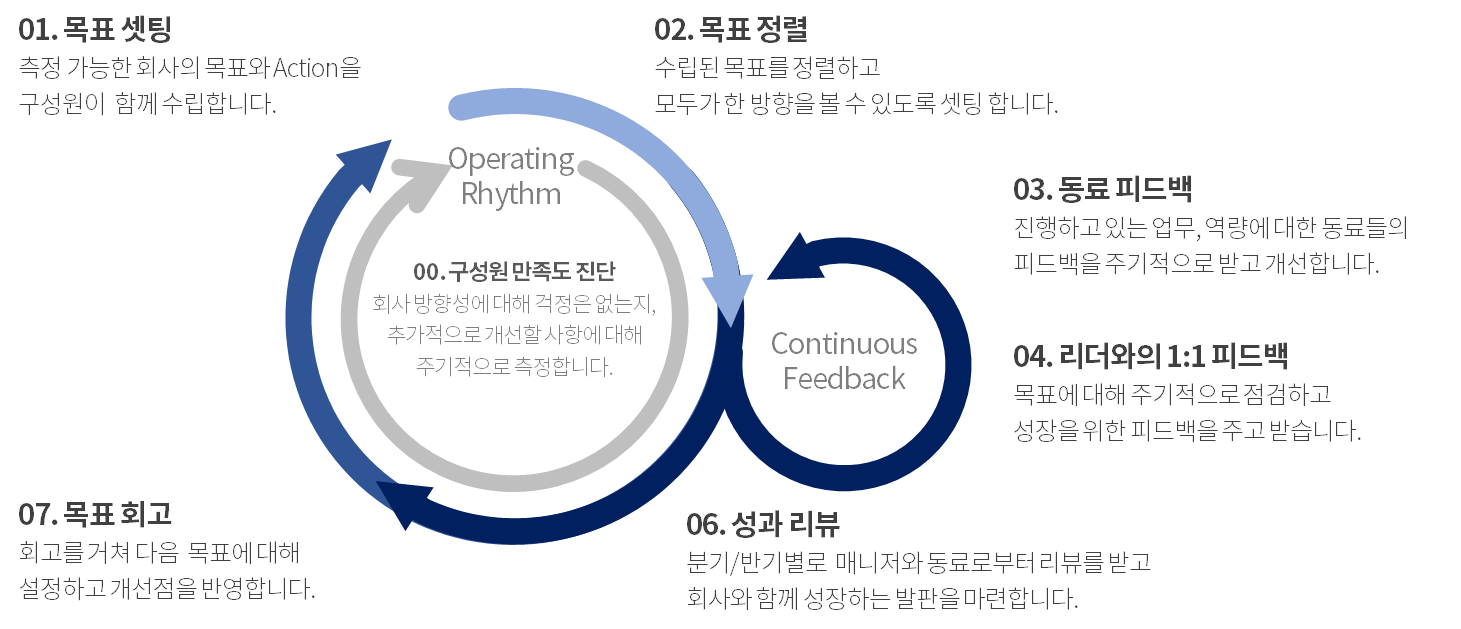 01. 목표 셋팅
측정 가능한 회사의 목표와 Action을
구성원이 함께 수립합니다.
02. 목표 정렬
수립된 목표를 정렬하고
모두가 한 방향을 볼 수 있도록 셋팅 합니다.
Operating
Rhythm
00. 구성원 만족도 진단
회사 방향성에 대해 걱정은 없는지,
추가적으로 개선할 사항에 대해
주기적으로 측정합니다.
03. 동료 피드백
진행하고 있는 업무, 역량에 대한 동료들의
피드백을 주기적으로 받고 개선합니다.
Continuous
Feedback
04. 리더와의 1:1 피드백
목표에 대해 주기적으로 점검하고
성장을 위한 피드백을 주고 받습니다.
07. 목표 회고
회고를 거쳐 다음 목표에 대해
설정하고 개선점을 반영합니다.
06. 성과 리뷰
분기/반기별로 매니저와 동료로부터 리뷰를 받고
회사와 함께 성장하는 발판을 마련합니다.